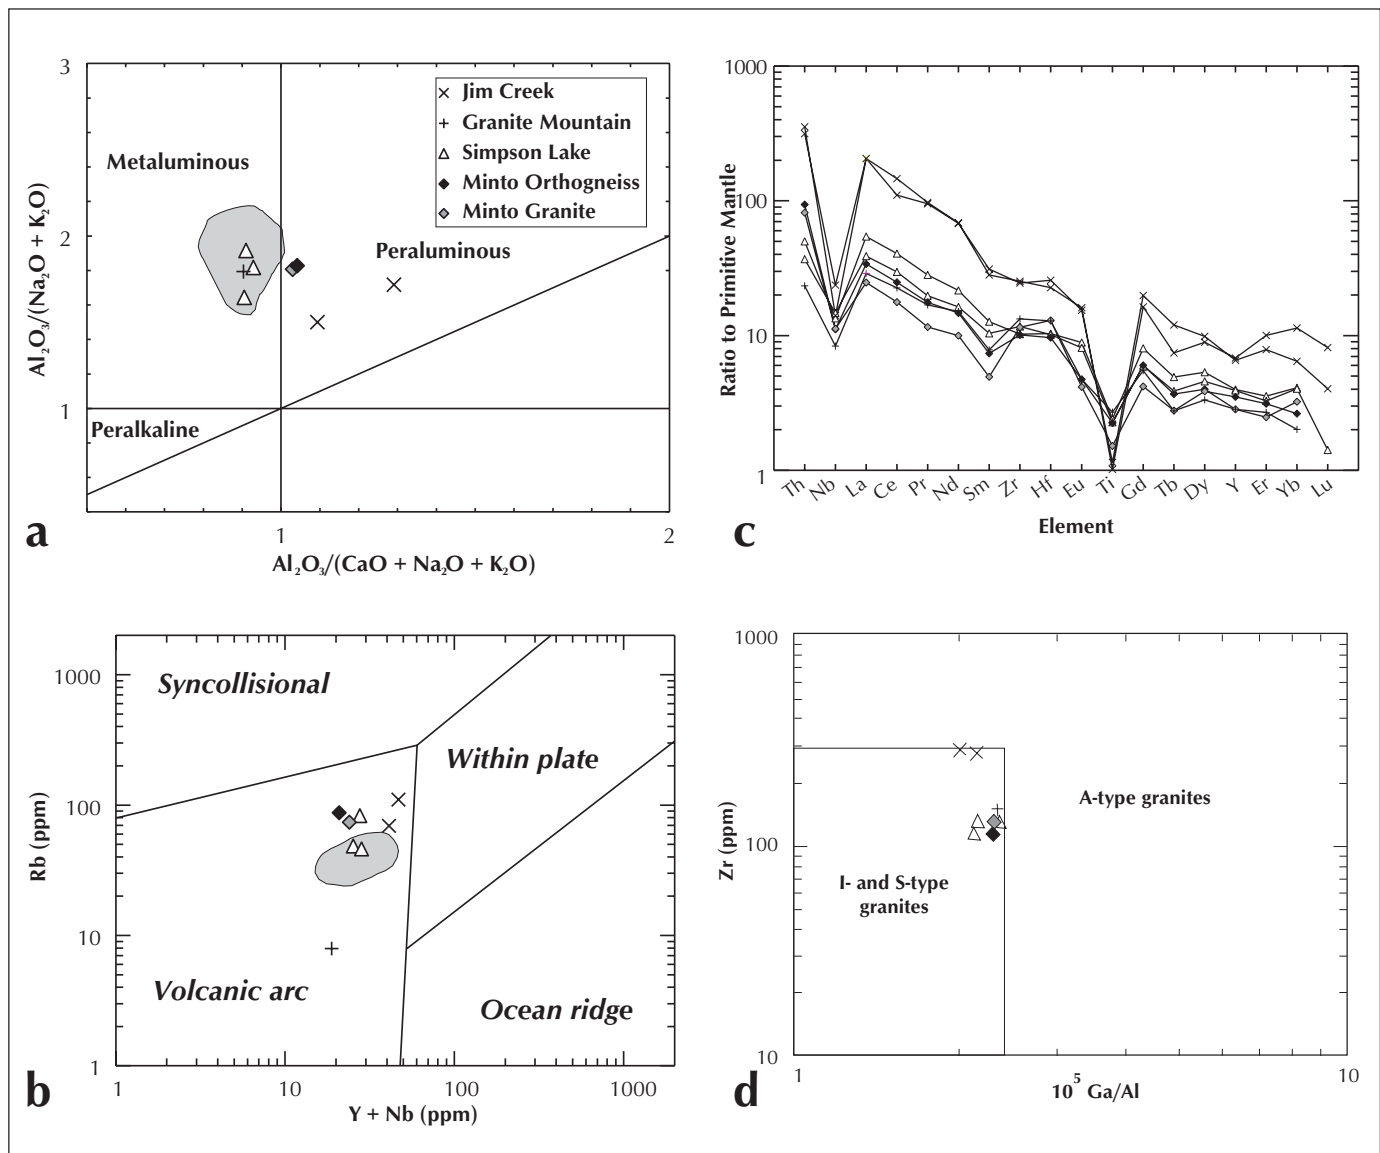 3
2
1
Al₂O₃/(Na₂O + K₂O)
Metaluminous
Peraluminous
Peralkaline
Jim Creek
Granite Mountain
Simpson Lake
Minto Orthogneiss
Minto Granite
1
2
Al₂O₃/(CaO + Na₂O + K₂O)
a
1000
100
10
1
Ratio to Primitive Mantle
Th Nb La Ce Pr Nd Sm Zr Hf Eu Ti Gd Tb Dy Y Er Yb Lu
Element
c
1000
100
10
1
Rb (ppm)
Syncollisional
Within plate
Volcanic arc
Ocean ridge
1 10 100 1000
Y + Nb (ppm)
b
1000
100
10
Zr (ppm)
A-type granites
I- and S-type
granites
1 10
10⁵ Ga/Al
d